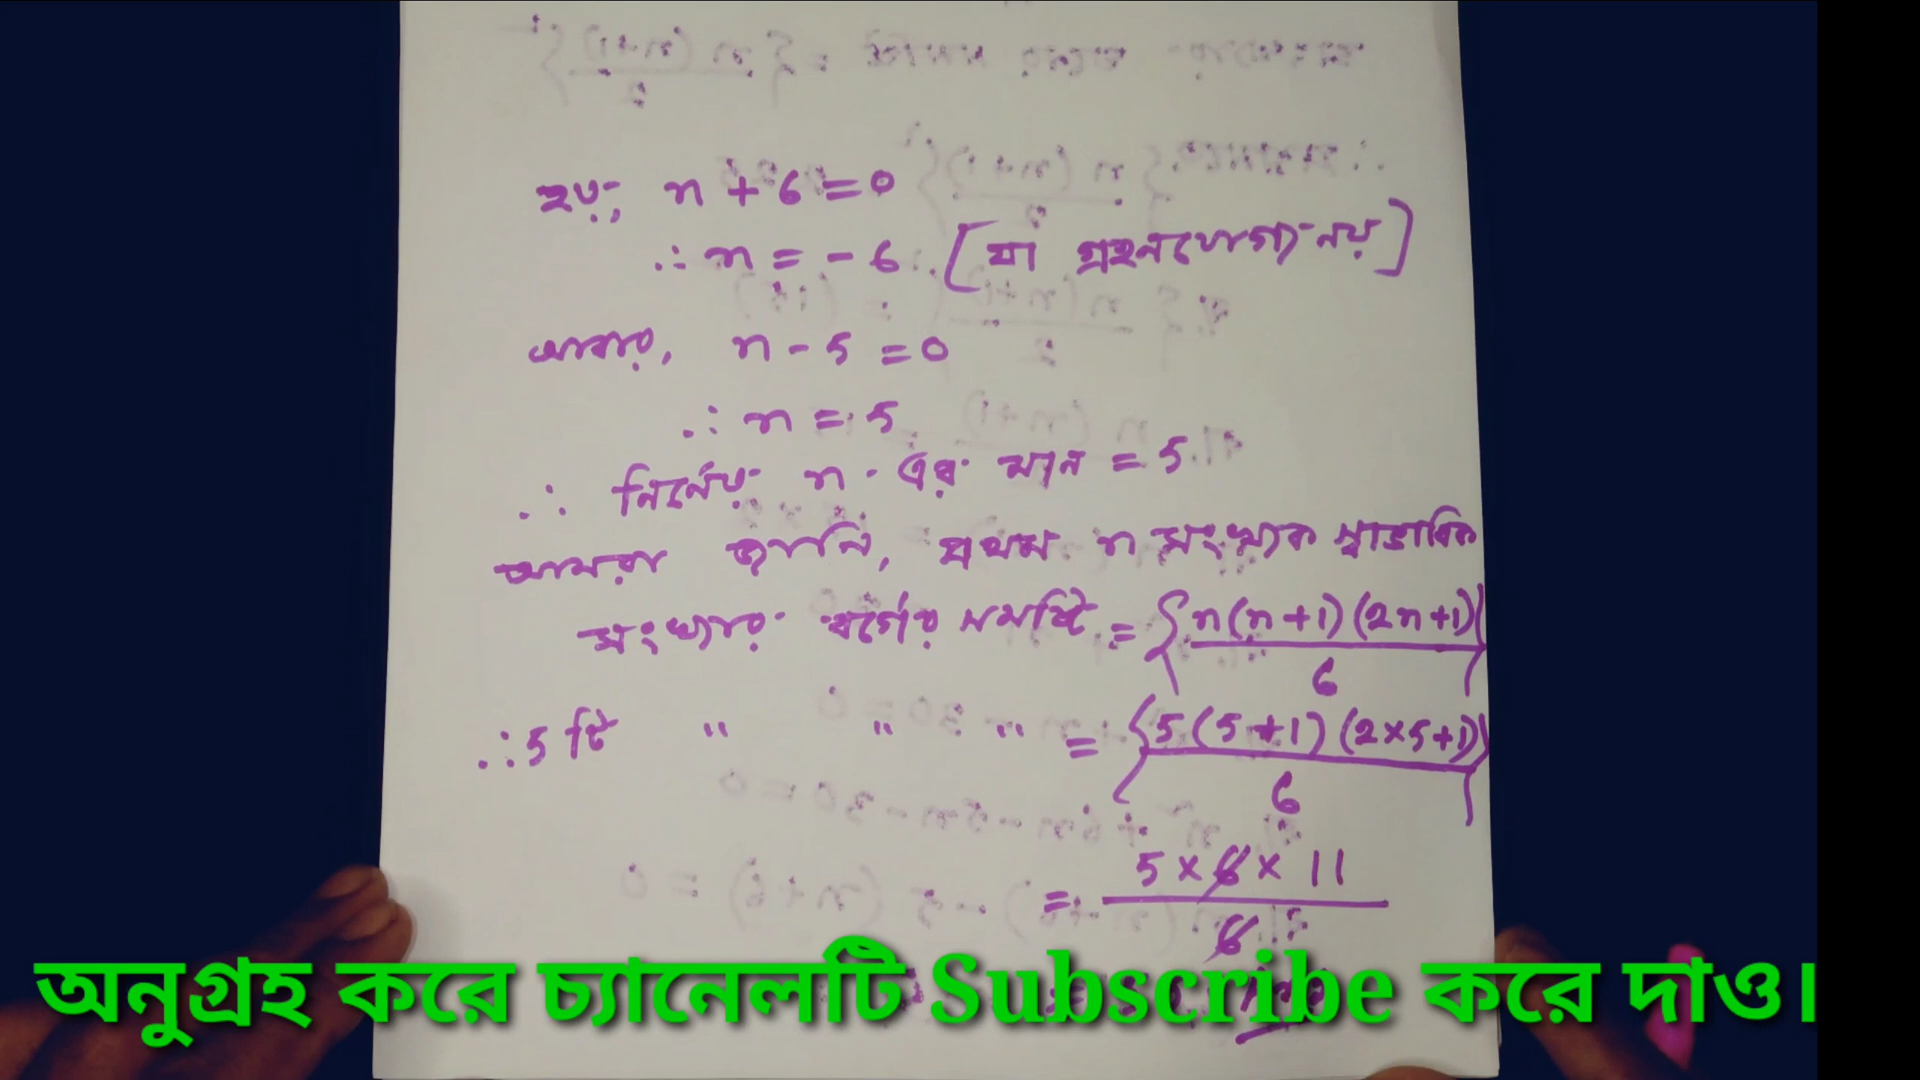 হয়, n + 6 = 0
∴ n = - 6 [যা গ্রহনযোগ্য নয়]
আবার, n - 5 = 0
∴ n = 5
∴ নির্নেয় n এর মান = 5
আমরা জানি, প্রথম n সংখ্যক স্বাভাবিক
সংখ্যার বর্গের সমষ্টি = {n(n+1)(2n+1)/6}
∴ 5 টি " " " = {5(5+1)(2×5+1)/6}
= 5 × 6 × 11 / 6
অনুগ্রহ করে চ্যানেলটি Subscribe করে দাও।